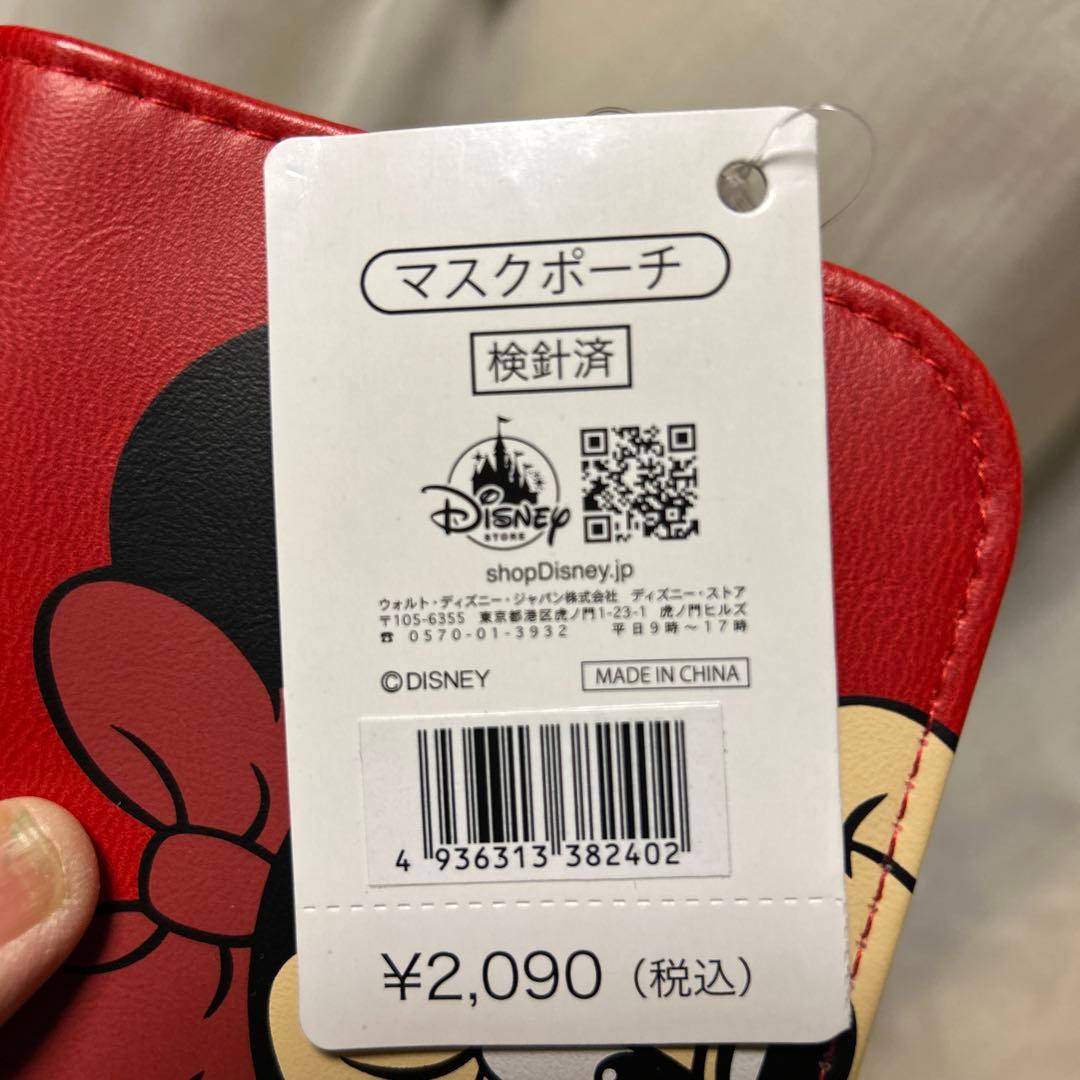 マスクポーチ
検針済
Disney
STORE
shopDisney.jp
ウォルト・ディズニー・ジャパン株式会社 ディズニー・ストア
〒105-6355 東京都港区虎ノ門1-23-1 虎ノ門ヒルズ
☎ 0570-01-3932 平日9時～17時
©DISNEY
MADE IN CHINA
4 936313 382402
¥2,090（税込）